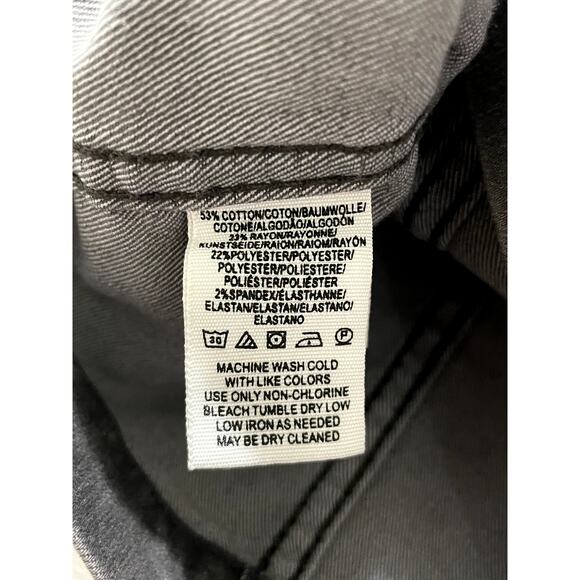 53% COTTON/COTON/BAUMWOLLE/
COTONE/ALGODÃO/ALGODÓN
23% RAYON/RAYONNE/
KUNSTSEIDE/RAION/RAIOM/RAYÓN
22%POLYESTER/POLYESTER/
POLYESTER/POLIESTERE/
POLIÉSTER/POLIÉSTER
2%SPANDEX/ÉLASTHANNE/
ELASTAN/ELASTAN/ELASTANO/
ELASTANO
30 P
MACHINE WASH COLD
WITH LIKE COLORS
USE ONLY NON-CHLORINE
BLEACH TUMBLE DRY LOW
LOW IRON AS NEEDED
MAY BE DRY CLEANED